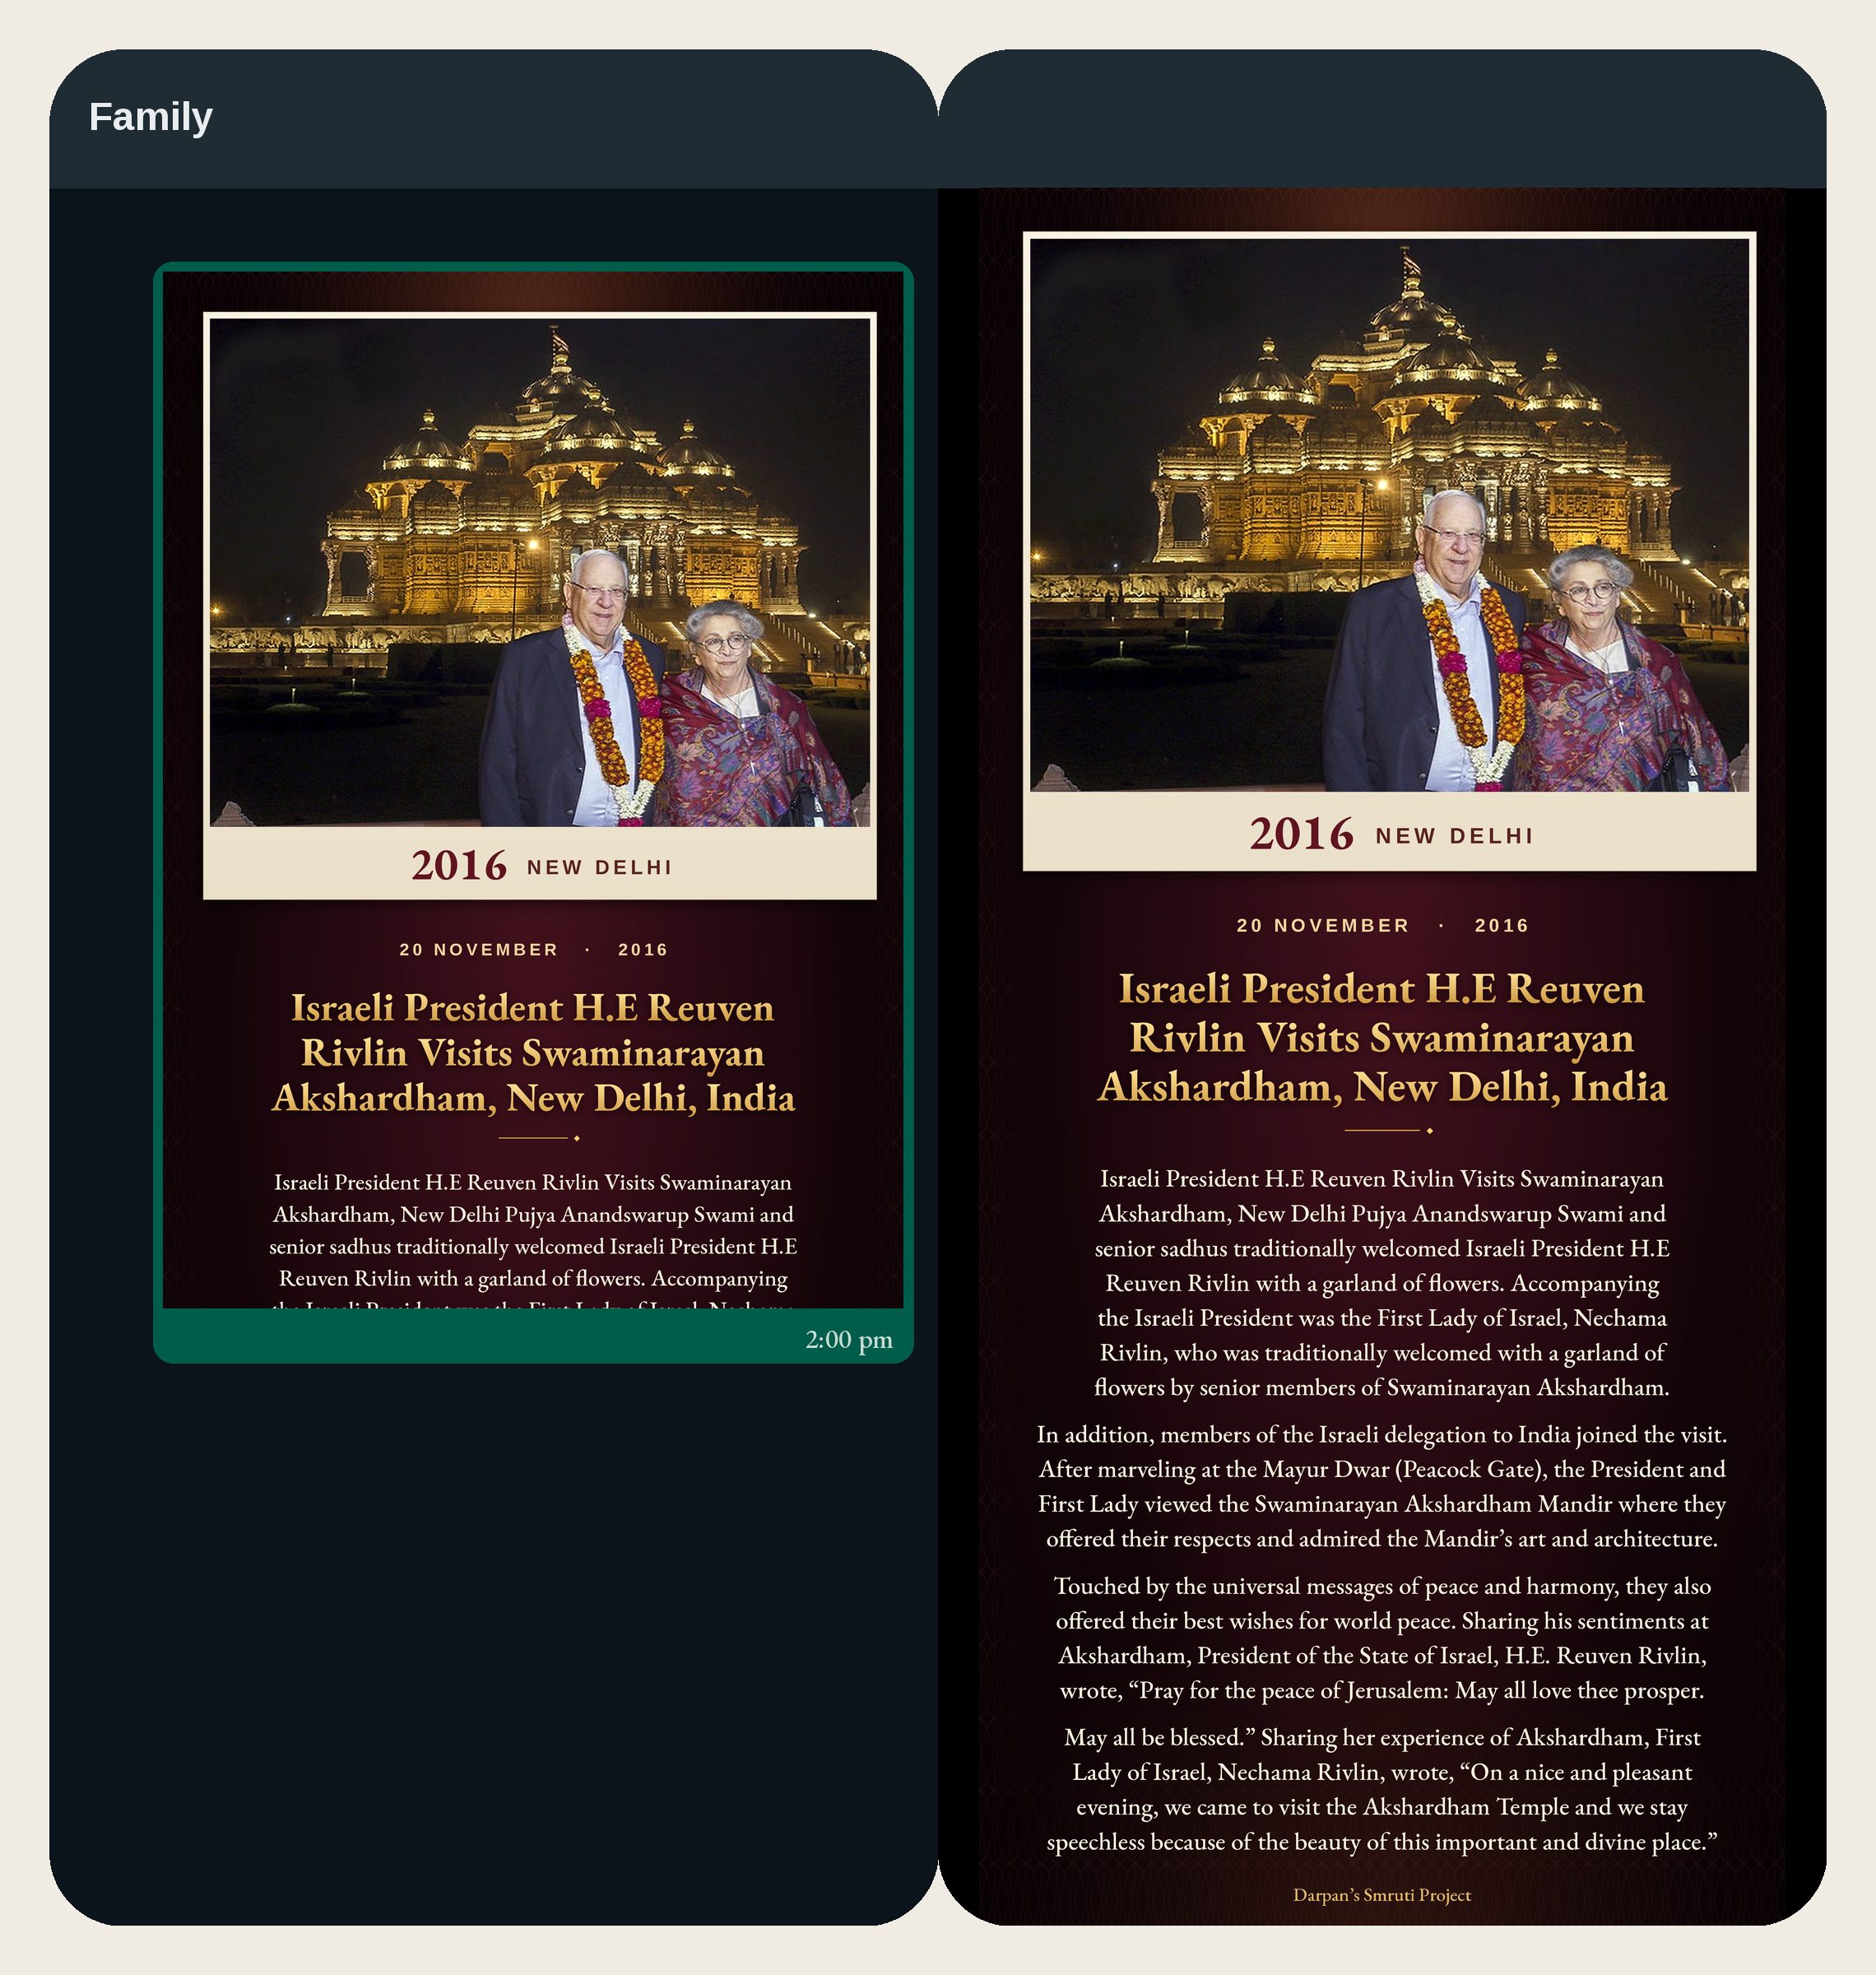 Family
2016 NEW DELHI
20 NOVEMBER · 2016
Israeli President H.E Reuven
Rivlin Visits Swaminarayan
Akshardham, New Delhi, India
Israeli President H.E Reuven Rivlin Visits Swaminarayan
Akshardham, New Delhi Pujya Anandswarup Swami and
senior sadhus traditionally welcomed Israeli President H.E
Reuven Rivlin with a garland of flowers. Accompanying
the Israeli President was the First Lady of Israel, Nechama
2:00 pm
2016 NEW DELHI
20 NOVEMBER · 2016
Israeli President H.E Reuven
Rivlin Visits Swaminarayan
Akshardham, New Delhi, India
Israeli President H.E Reuven Rivlin Visits Swaminarayan
Akshardham, New Delhi Pujya Anandswarup Swami and
senior sadhus traditionally welcomed Israeli President H.E
Reuven Rivlin with a garland of flowers. Accompanying
the Israeli President was the First Lady of Israel, Nechama
Rivlin, who was traditionally welcomed with a garland of
flowers by senior members of Swaminarayan Akshardham.
In addition, members of the Israeli delegation to India joined the visit.
After marveling at the Mayur Dwar (Peacock Gate), the President and
First Lady viewed the Swaminarayan Akshardham Mandir where they
offered their respects and admired the Mandir’s art and architecture.
Touched by the universal messages of peace and harmony, they also
offered their best wishes for world peace. Sharing his sentiments at
Akshardham, President of the State of Israel, H.E. Reuven Rivlin,
wrote, “Pray for the peace of Jerusalem: May all love thee prosper.
May all be blessed.” Sharing her experience of Akshardham, First
Lady of Israel, Nechama Rivlin, wrote, “On a nice and pleasant
evening, we came to visit the Akshardham Temple and we stay
speechless because of the beauty of this important and divine place.”
Darpan’s Smruti Project